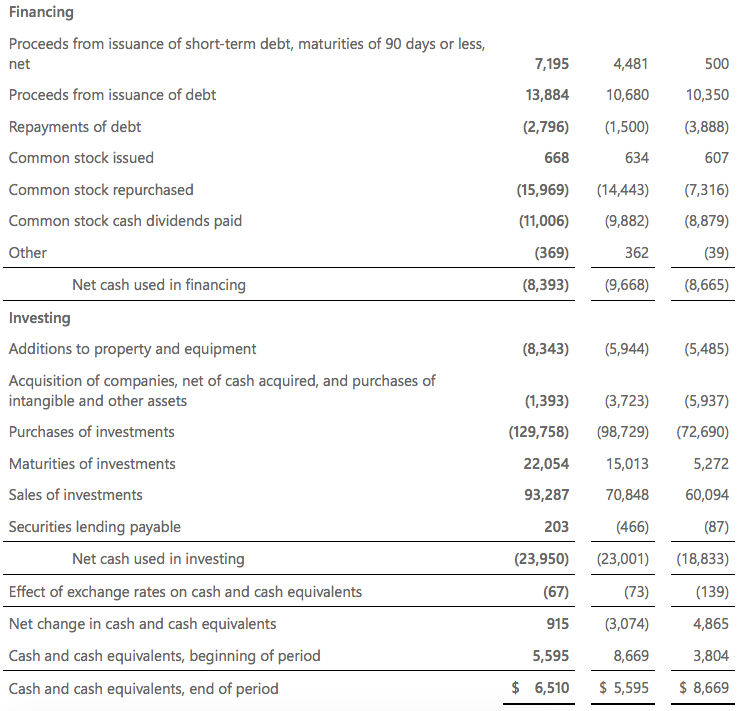 Financing
Proceeds from issuance of short-term debt, maturities of 90 days or less,
net 7,195 4,481 500
Proceeds from issuance of debt 13,884 10,680 10,350
Repayments of debt (2,796) (1,500) (3,888)
Common stock issued 668 634 607
Common stock repurchased (15,969) (14,443) (7,316)
Common stock cash dividends paid (11,006) (9,882) (8,879)
Other (369) 362 (39)
Net cash used in financing (8,393) (9,668) (8,665)
Investing
Additions to property and equipment (8,343) (5,944) (5,485)
Acquisition of companies, net of cash acquired, and purchases of
intangible and other assets (1,393) (3,723) (5,937)
Purchases of investments (129,758) (98,729) (72,690)
Maturities of investments 22,054 15,013 5,272
Sales of investments 93,287 70,848 60,094
Securities lending payable 203 (466) (87)
Net cash used in investing (23,950) (23,001) (18,833)
Effect of exchange rates on cash and cash equivalents (67) (73) (139)
Net change in cash and cash equivalents 915 (3,074) 4,865
Cash and cash equivalents, beginning of period 5,595 8,669 3,804
Cash and cash equivalents, end of period $ 6,510 $ 5,595 $ 8,669